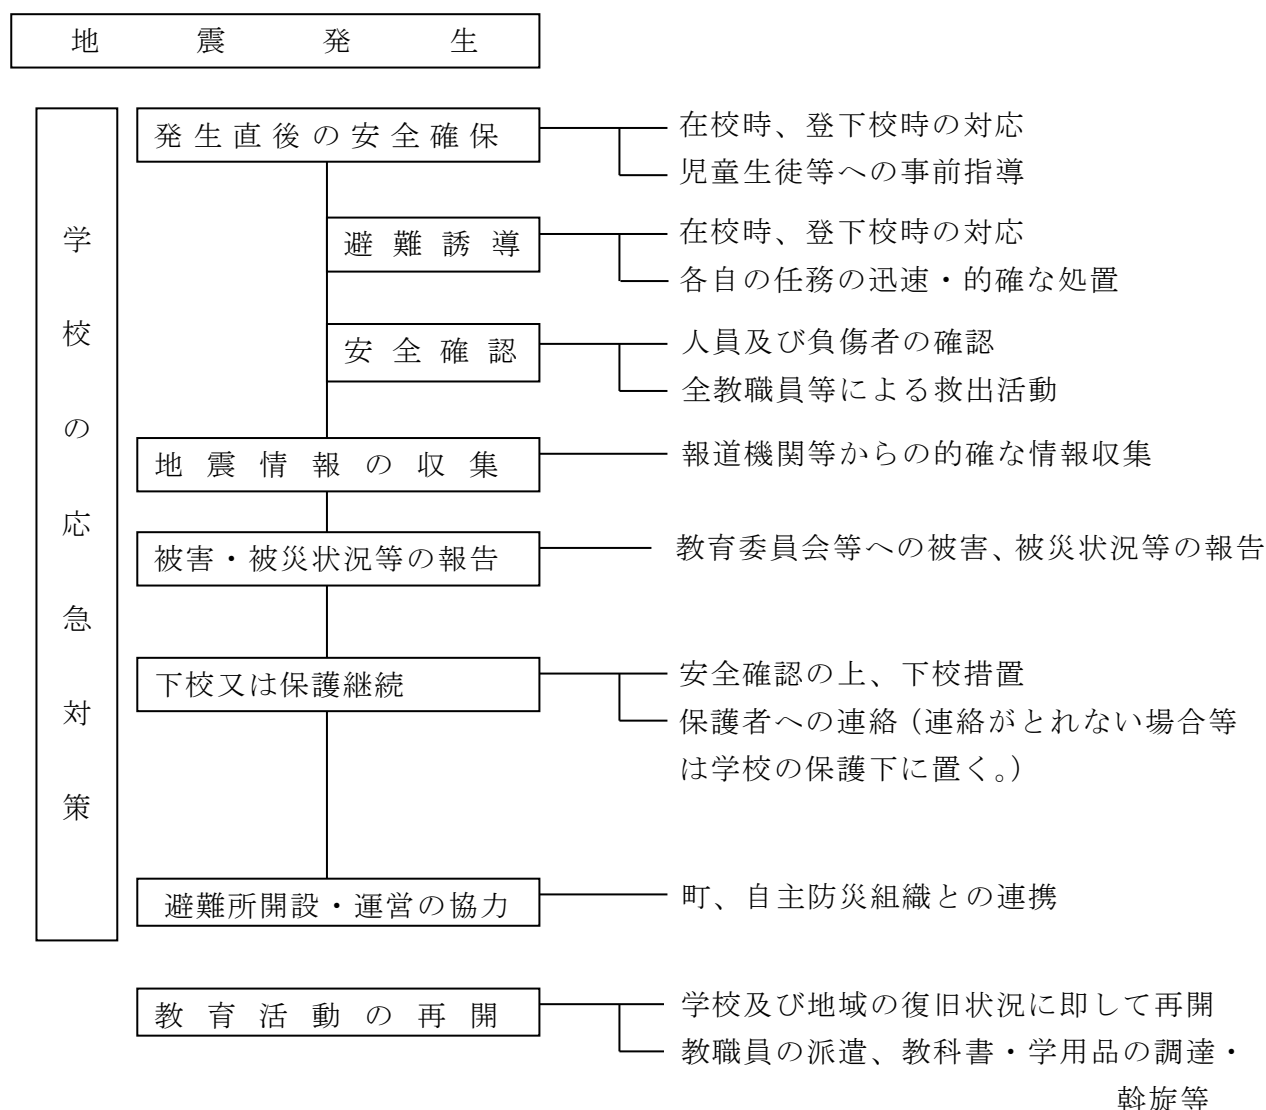 地震発生
学校の応急対策
発生直後の安全確保
在校時、登下校時の対応
児童生徒等への事前指導
避難誘導
在校時、登下校時の対応
各自の任務の迅速・的確な処置
安全確認
人員及び負傷者の確認
全教職員等による救出活動
地震情報の収集
報道機関等からの的確な情報収集
被害・被災状況等の報告
教育委員会等への被害、被災状況等の報告
下校又は保護継続
安全確認の上、下校措置
保護者への連絡（連絡がとれない場合等
は学校の保護下に置く。）
避難所開設・運営の協力
町、自主防災組織との連携
教育活動の再開
学校及び地域の復旧状況に即して再開
教職員の派遣、教科書・学用品の調達・
斡旋等